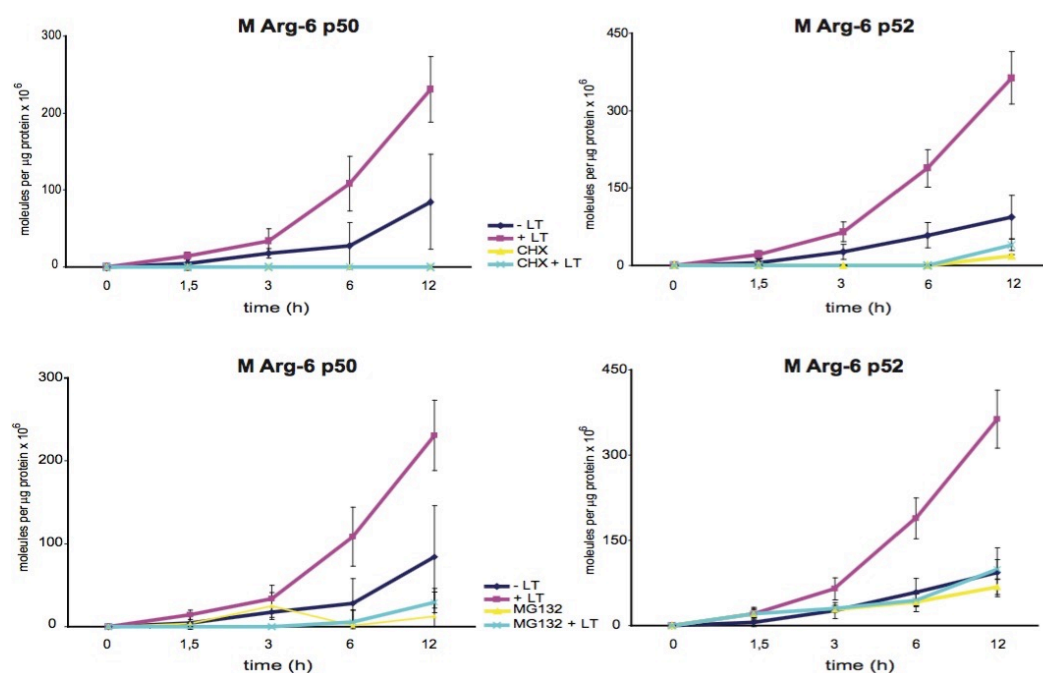 M Arg-6 p50
molecules per µg protein x 10⁶
300
200
100
0
0 1,5 3 6 12
time (h)
- LT
+ LT
CHX
CHX + LT
M Arg-6 p52
molecules per µg protein x 10⁶
450
300
150
0
0 1,5 3 6 12
time (h)
M Arg-6 p50
molecules per µg protein x 10⁶
300
200
100
0
0 1,5 3 6 12
time (h)
- LT
+ LT
MG132
MG132 + LT
M Arg-6 p52
molecules per µg protein x 10⁶
450
300
150
0
0 1,5 3 6 12
time (h)